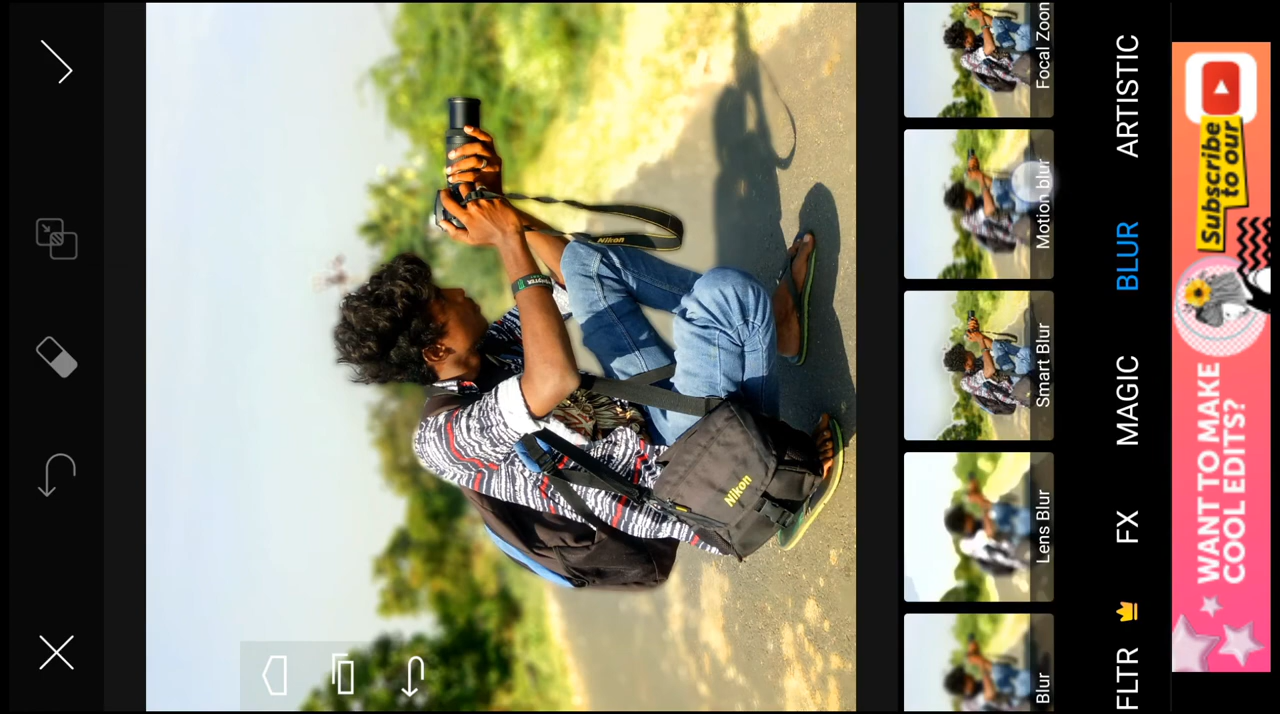 Nikon
Nikon
Blur
Lens Blur
Smart Blur
Motion blur
Focal Zoon
FLTR
FX
MAGIC
BLUR
ARTISTIC
WANT TO MAKE
COOL EDITS?
Subscribe
to our